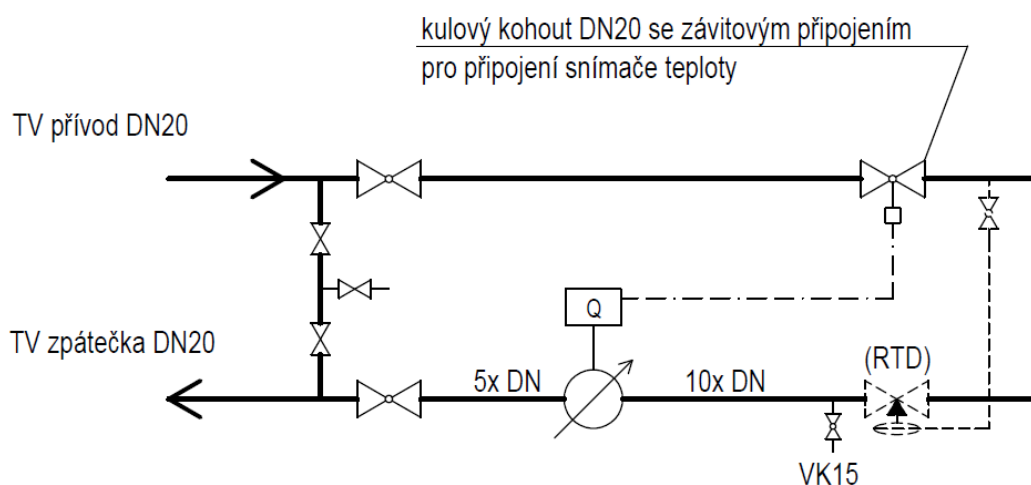 kulový kohout DN20 se závitovým připojením
pro připojení snímače teploty
TV přívod DN20
Q
TV zpátečka DN20
5x DN
10x DN
(RTD)
VK15